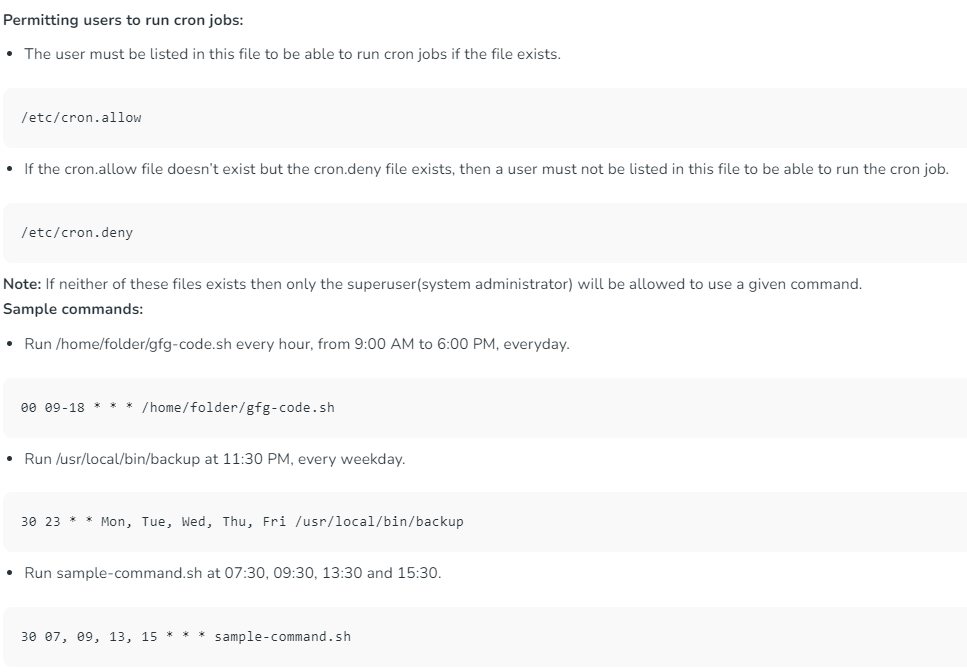 Permitting users to run cron jobs:
• The user must be listed in this file to be able to run cron jobs if the file exists.
/etc/cron.allow
• If the cron.allow file doesn't exist but the cron.deny file exists, then a user must not be listed in this file to be able to run the cron job.
/etc/cron.deny
Note: If neither of these files exists then only the superuser(system administrator) will be allowed to use a given command.
Sample commands:
• Run /home/folder/gfg-code.sh every hour, from 9:00 AM to 6:00 PM, everyday.
00 09-18 * * * /home/folder/gfg-code.sh
• Run /usr/local/bin/backup at 11:30 PM, every weekday.
30 23 * * Mon, Tue, Wed, Thu, Fri /usr/local/bin/backup
• Run sample-command.sh at 07:30, 09:30, 13:30 and 15:30.
30 07, 09, 13, 15 * * * sample-command.sh